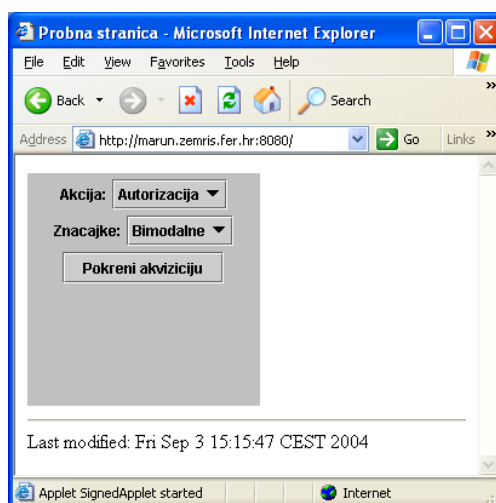 Probna stranica - Microsoft Internet Explorer
File Edit View Favorites Tools Help
Back Search »
Address http://marun.zemris.fer.hr:8080/ Go Links »
Akcija: Autorizacija
Znacajke: Bimodalne
Pokreni akviziciju
Last modified: Fri Sep 3 15:15:47 CEST 2004
Applet SignedApplet started Internet